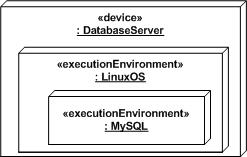 «device»
: DatabaseServer
«executionEnvironment»
: LinuxOS
«executionEnvironment»
: MySQL